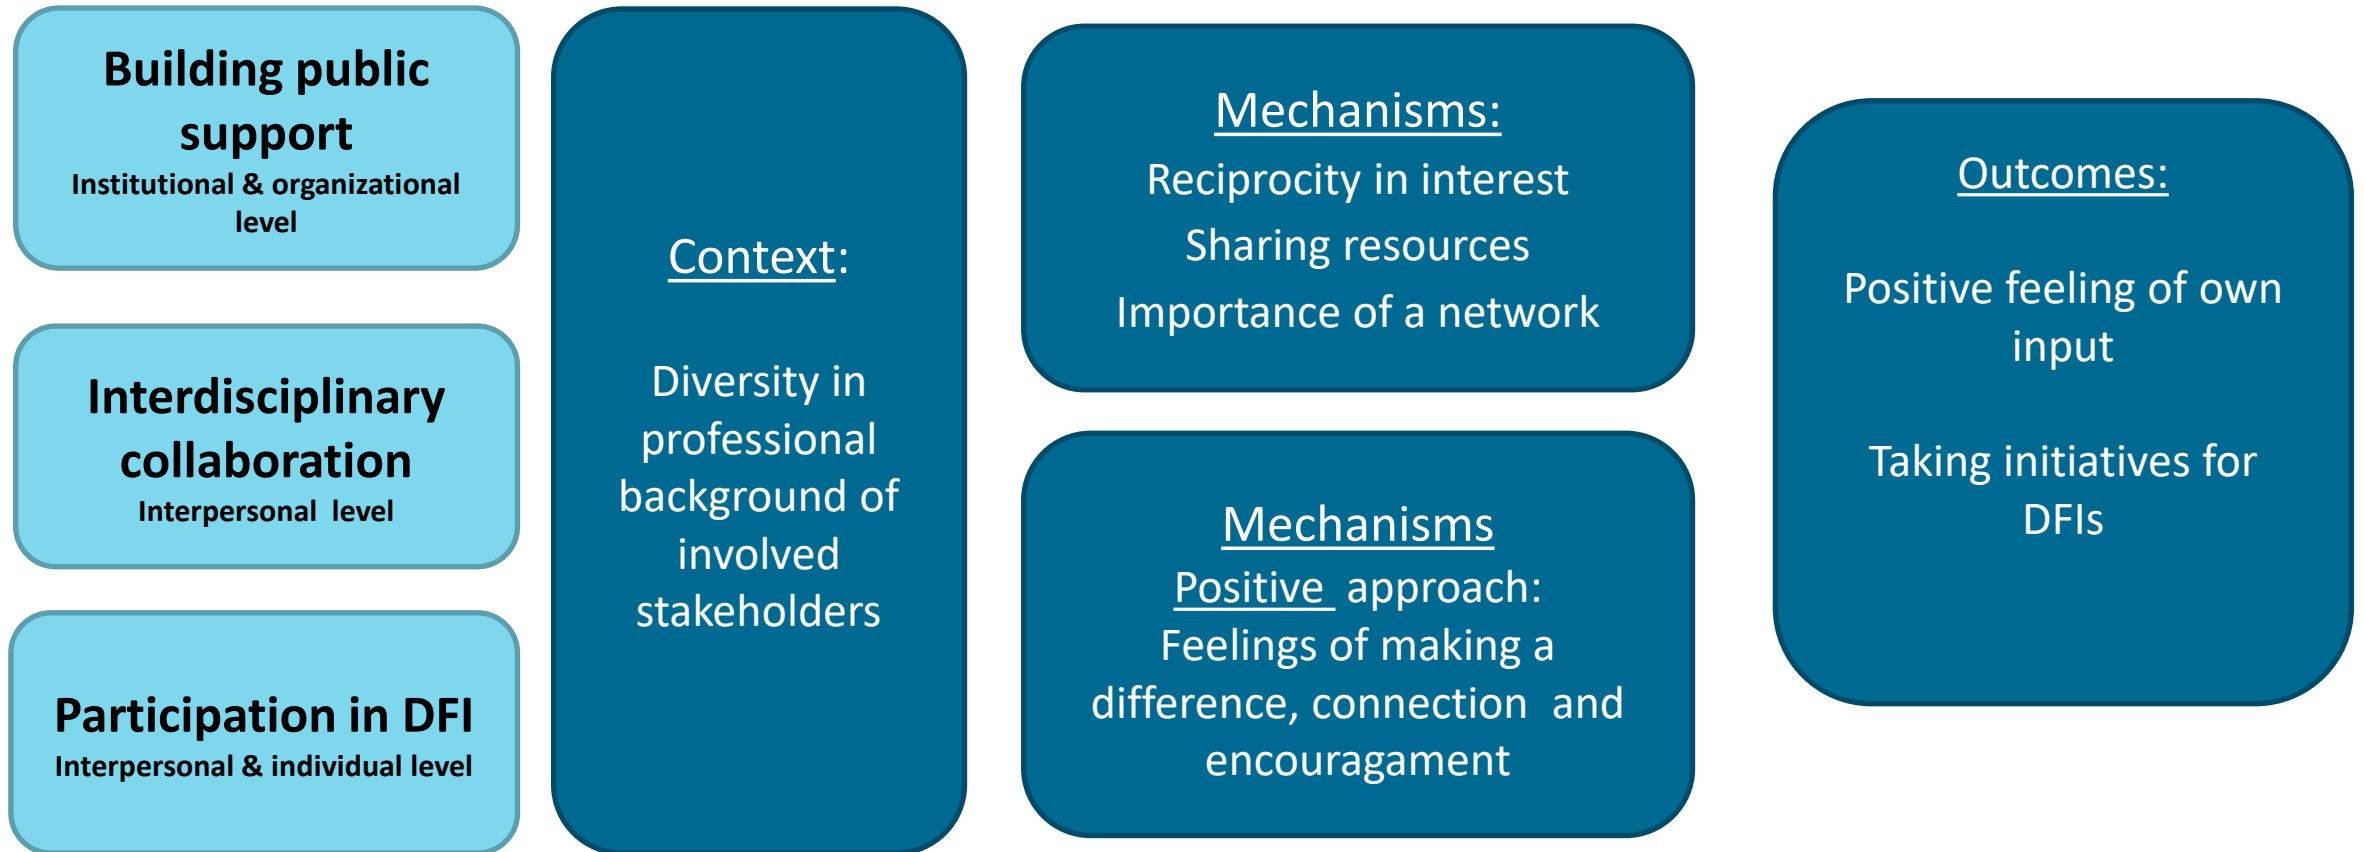 Building public
support
Institutional & organizational
level
Interdisciplinary
collaboration
Interpersonal level
Participation in DFI
Interpersonal & individual level
Context:
Diversity in
professional
background of
involved
stakeholders
Mechanisms:
Reciprocity in interest
Sharing resources
Importance of a network
Mechanisms
Positive approach:
Feelings of making a
difference, connection and
encouragament
Outcomes:
Positive feeling of own
input
Taking initiatives for
DFIs